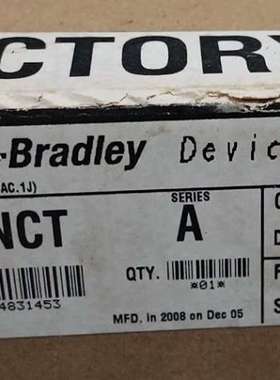 CTORY
-Bradley Devic
AC.1J)
NCT
SERIES
A
QTY.
*01*
4831453
MFD. in 2008 on Dec 05